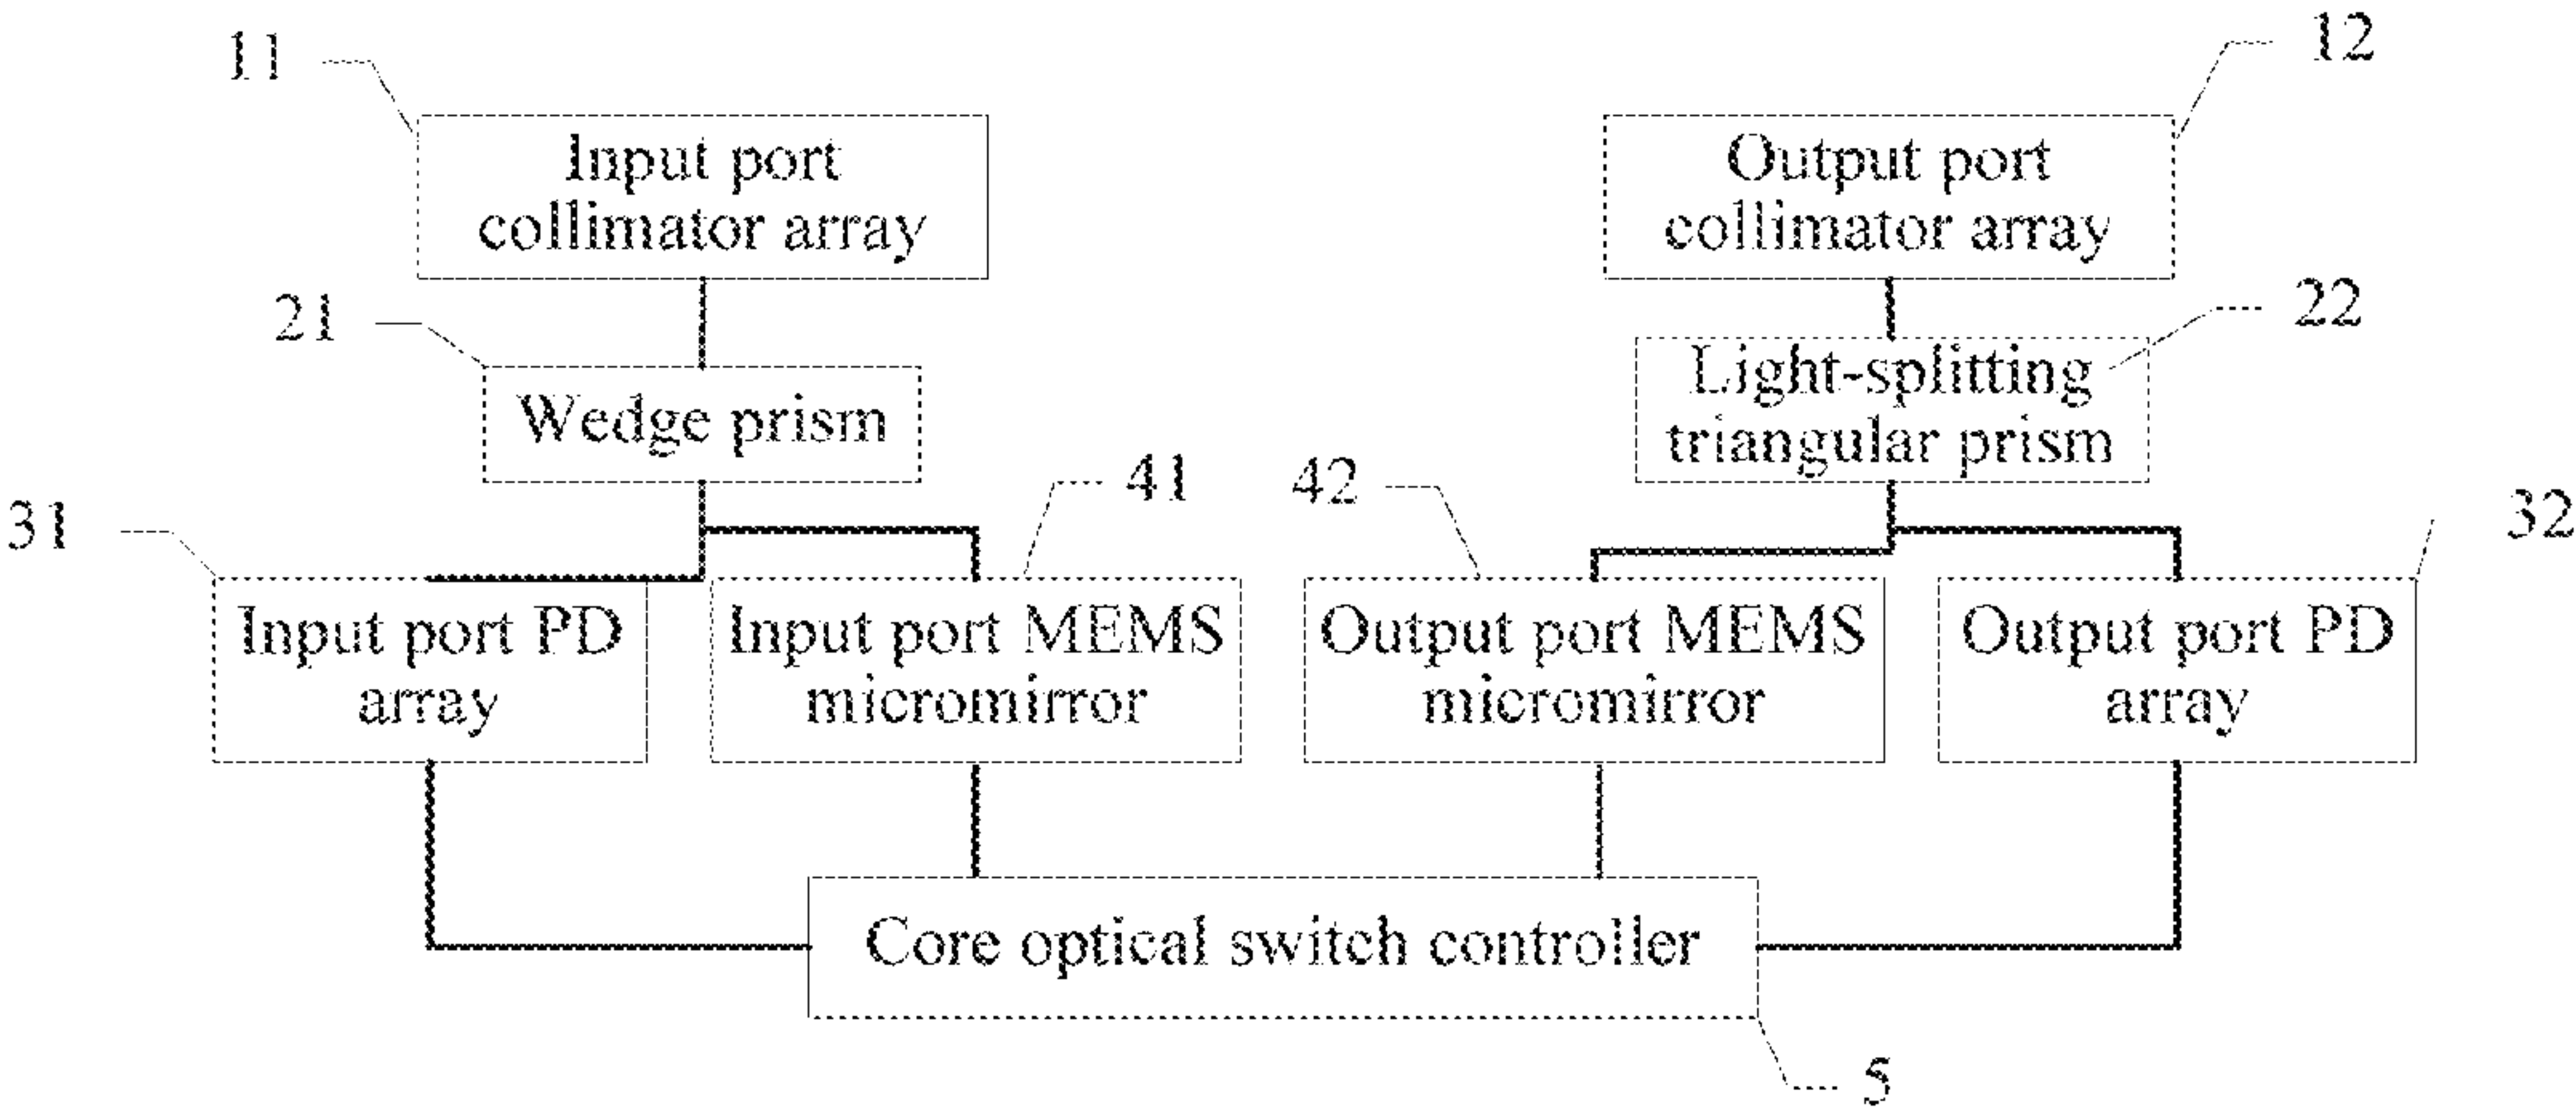 11
12
Input port
collimator array
Output port
collimator array
21
22
Wedge prism
Light-splitting
triangular prism
31
41
42
32
Input port PD
array
Input port MEMS
micromirror
Output port MEMS
micromirror
Output port PD
array
Core optical switch controller
5